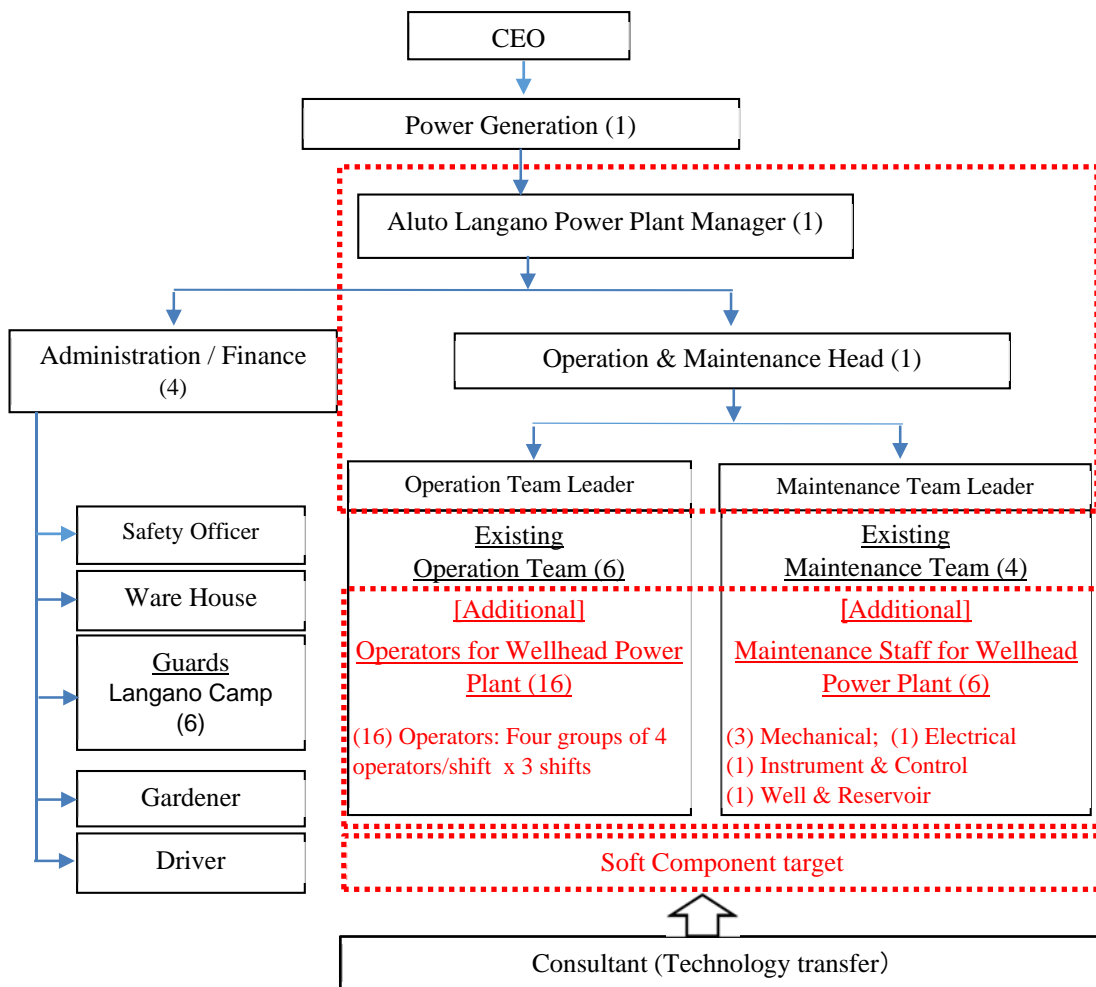 CEO
Power Generation (1)
Aluto Langano Power Plant Manager (1)
Administration / Finance
(4)
Operation & Maintenance Head (1)
Operation Team Leader
Maintenance Team Leader
Safety Officer
Ware House
Guards
Langano Camp
(6)
Gardener
Driver
Existing
Operation Team (6)
[Additional]
Operators for Wellhead Power
Plant (16)
(16) Operators: Four groups of 4
operators/shift x 3 shifts
Existing
Maintenance Team (4)
[Additional]
Maintenance Staff for Wellhead
Power Plant (6)
(3) Mechanical; (1) Electrical
(1) Instrument & Control
(1) Well & Reservoir
Soft Component target
Consultant (Technology transfer)